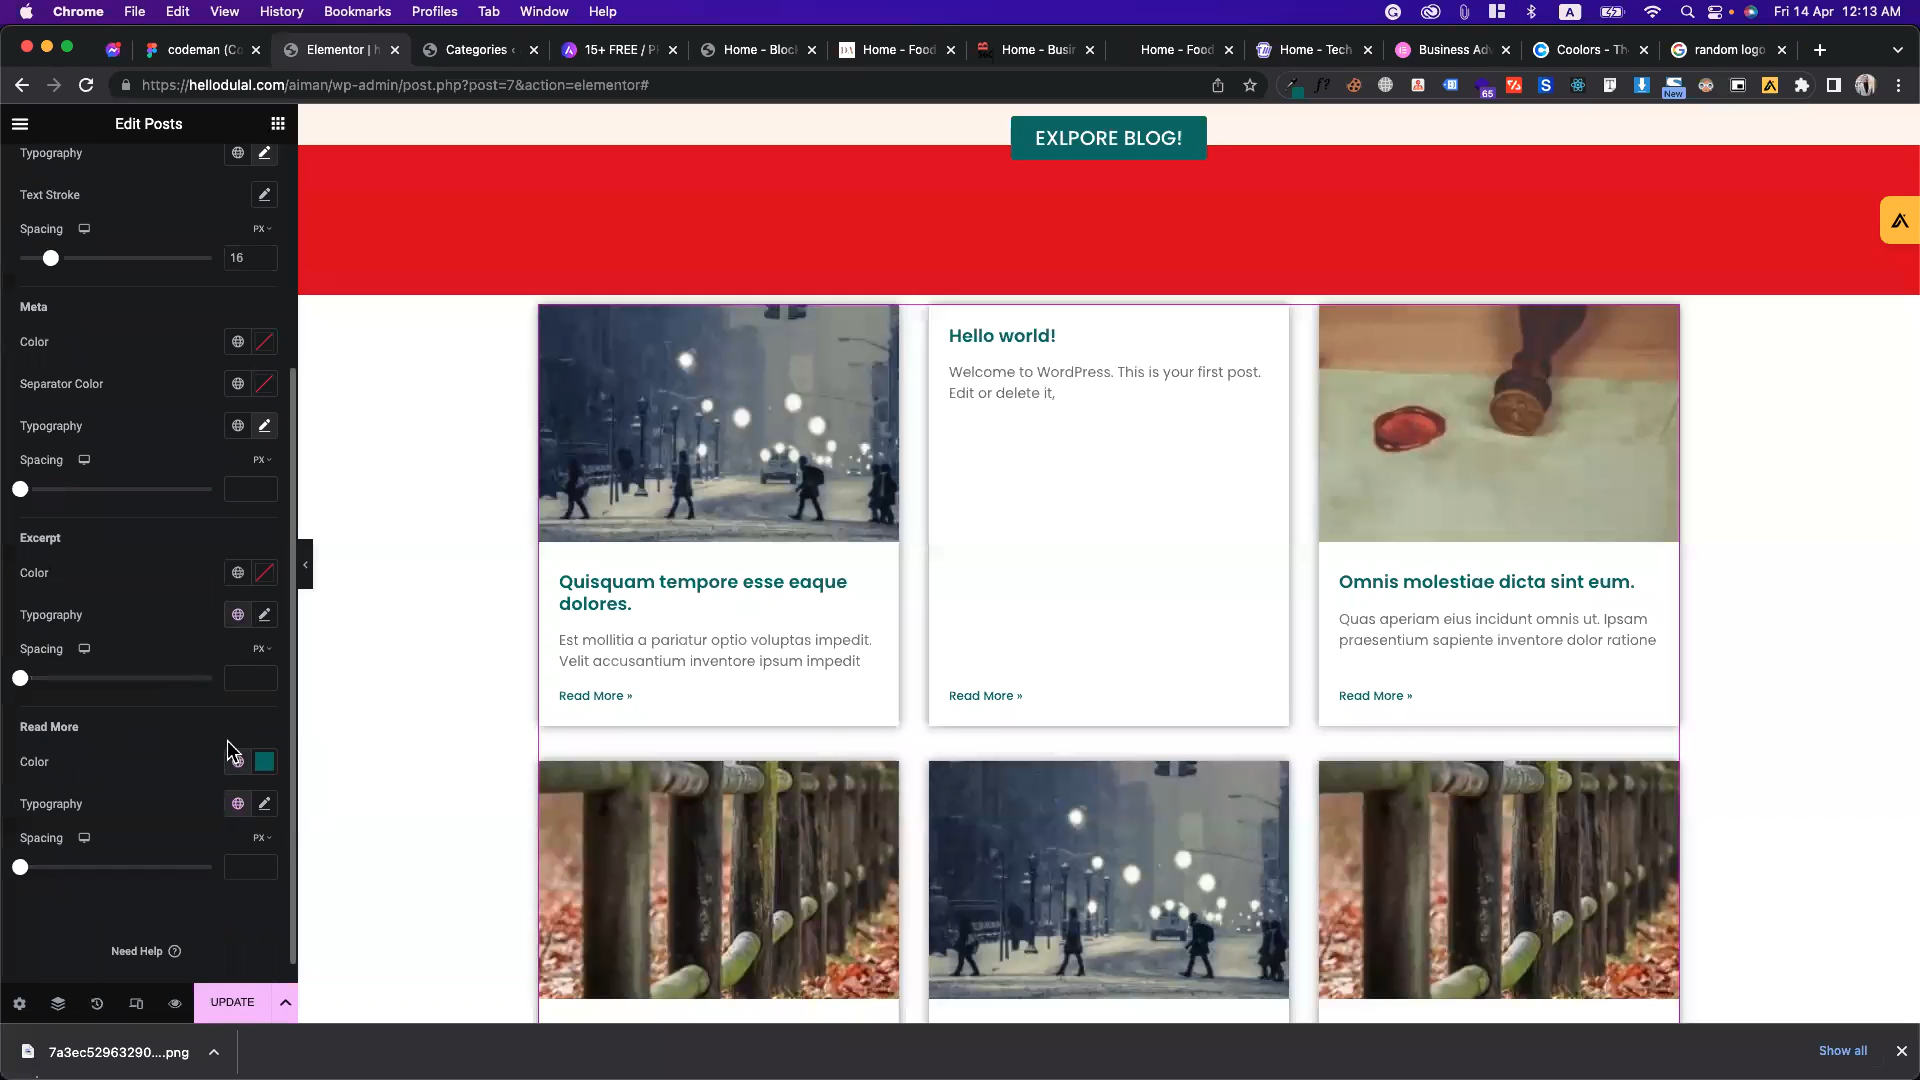 Chrome File Edit View History Bookmarks Profiles Tab Window Help
A
Fri 14 Apr 12:13 AM
codeman (Co
Elementor | h
Categories ‹
15+ FREE / P
Home - Bloc
Home - Food
Home - Busin
Home - Food
Home - Tech
Business Adv
Coolors - Th
random logo
https://hellodulal.com/aiman/wp-admin/post.php?post=7&action=elementor#
65
New
Edit Posts
Typography
Text Stroke
Spacing PX
16
Meta
Color
Separator Color
Typography
Spacing PX
Excerpt
Color
Typography
Spacing PX
Read More
Color
Typography
Spacing PX
Need Help ?
UPDATE
EXLPORE BLOG!
Quisquam tempore esse eaque
dolores.
Est mollitia a pariatur optio voluptas impedit.
Velit accusantium inventore ipsum impedit
Read More »
Hello world!
Welcome to WordPress. This is your first post.
Edit or delete it,
Read More »
Omnis molestiae dicta sint eum.
Quas aperiam eius incidunt omnis ut. Ipsam
praesentium sapiente inventore dolor ratione
Read More »
7a3ec52963290....png
Show all